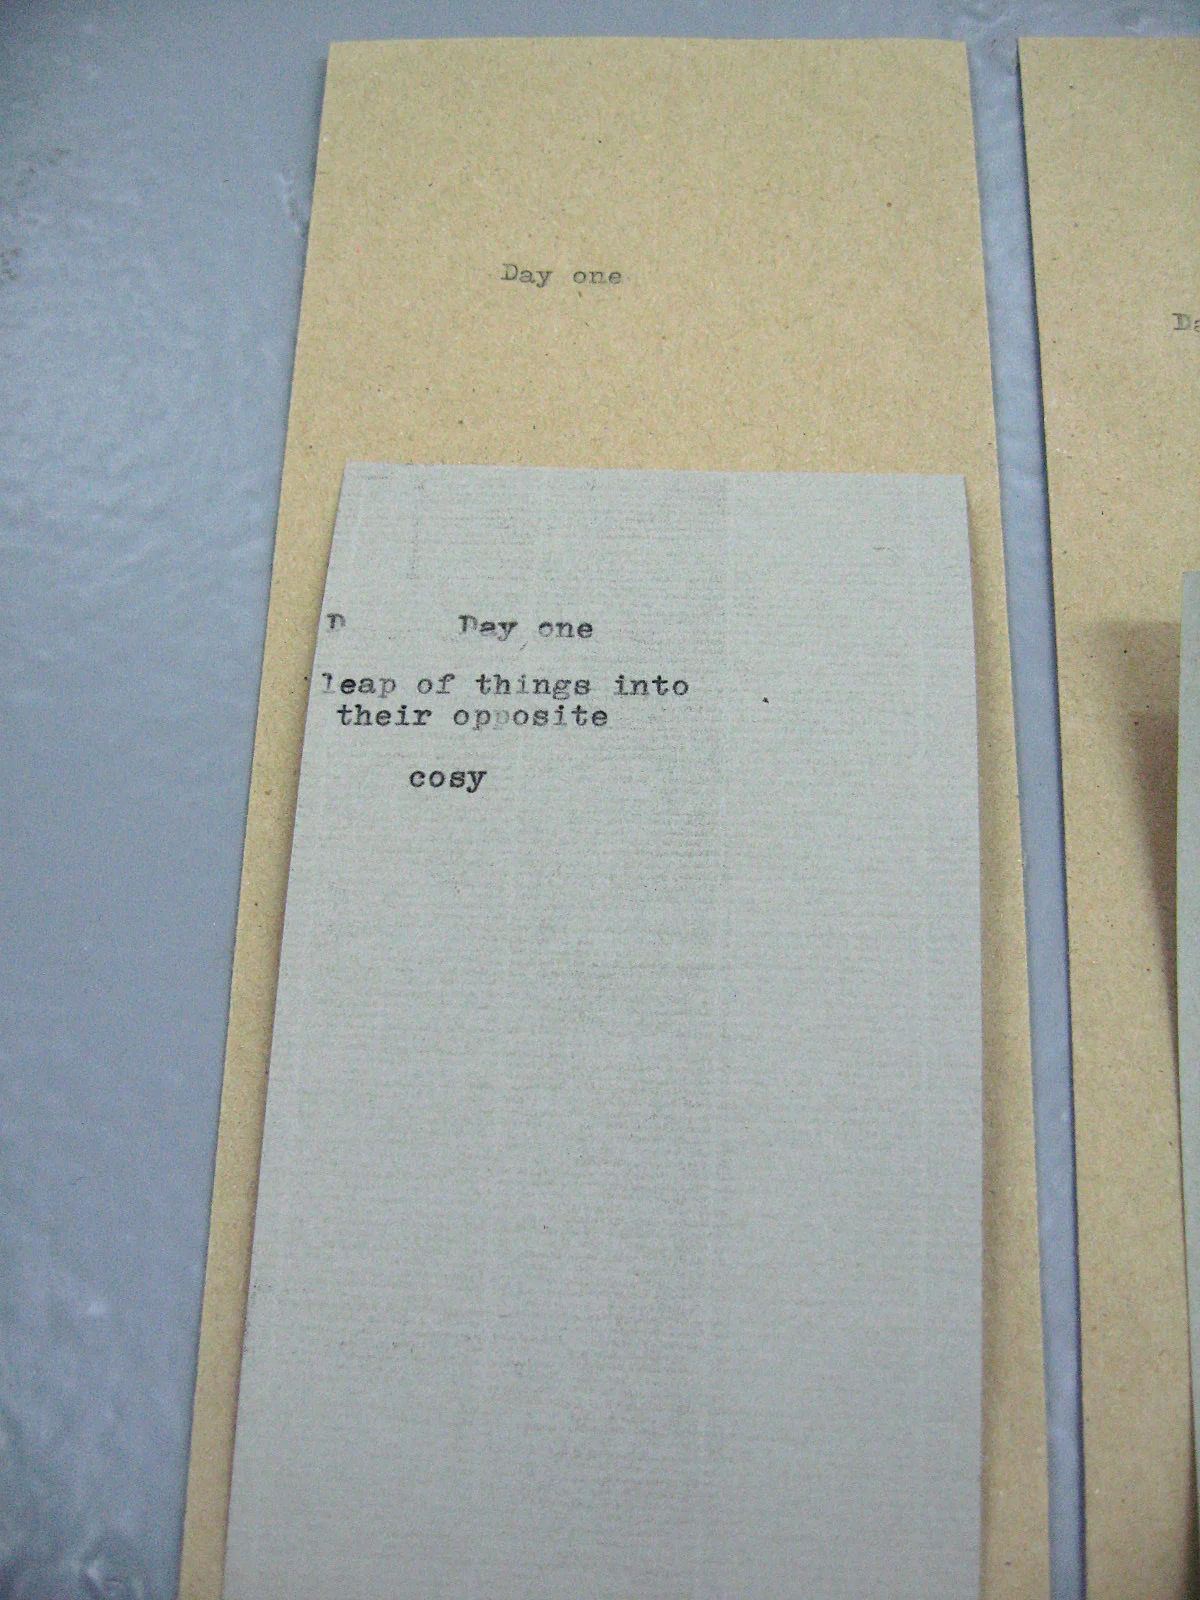 Day one
D Day one
leap of things into
their opposite
cosy